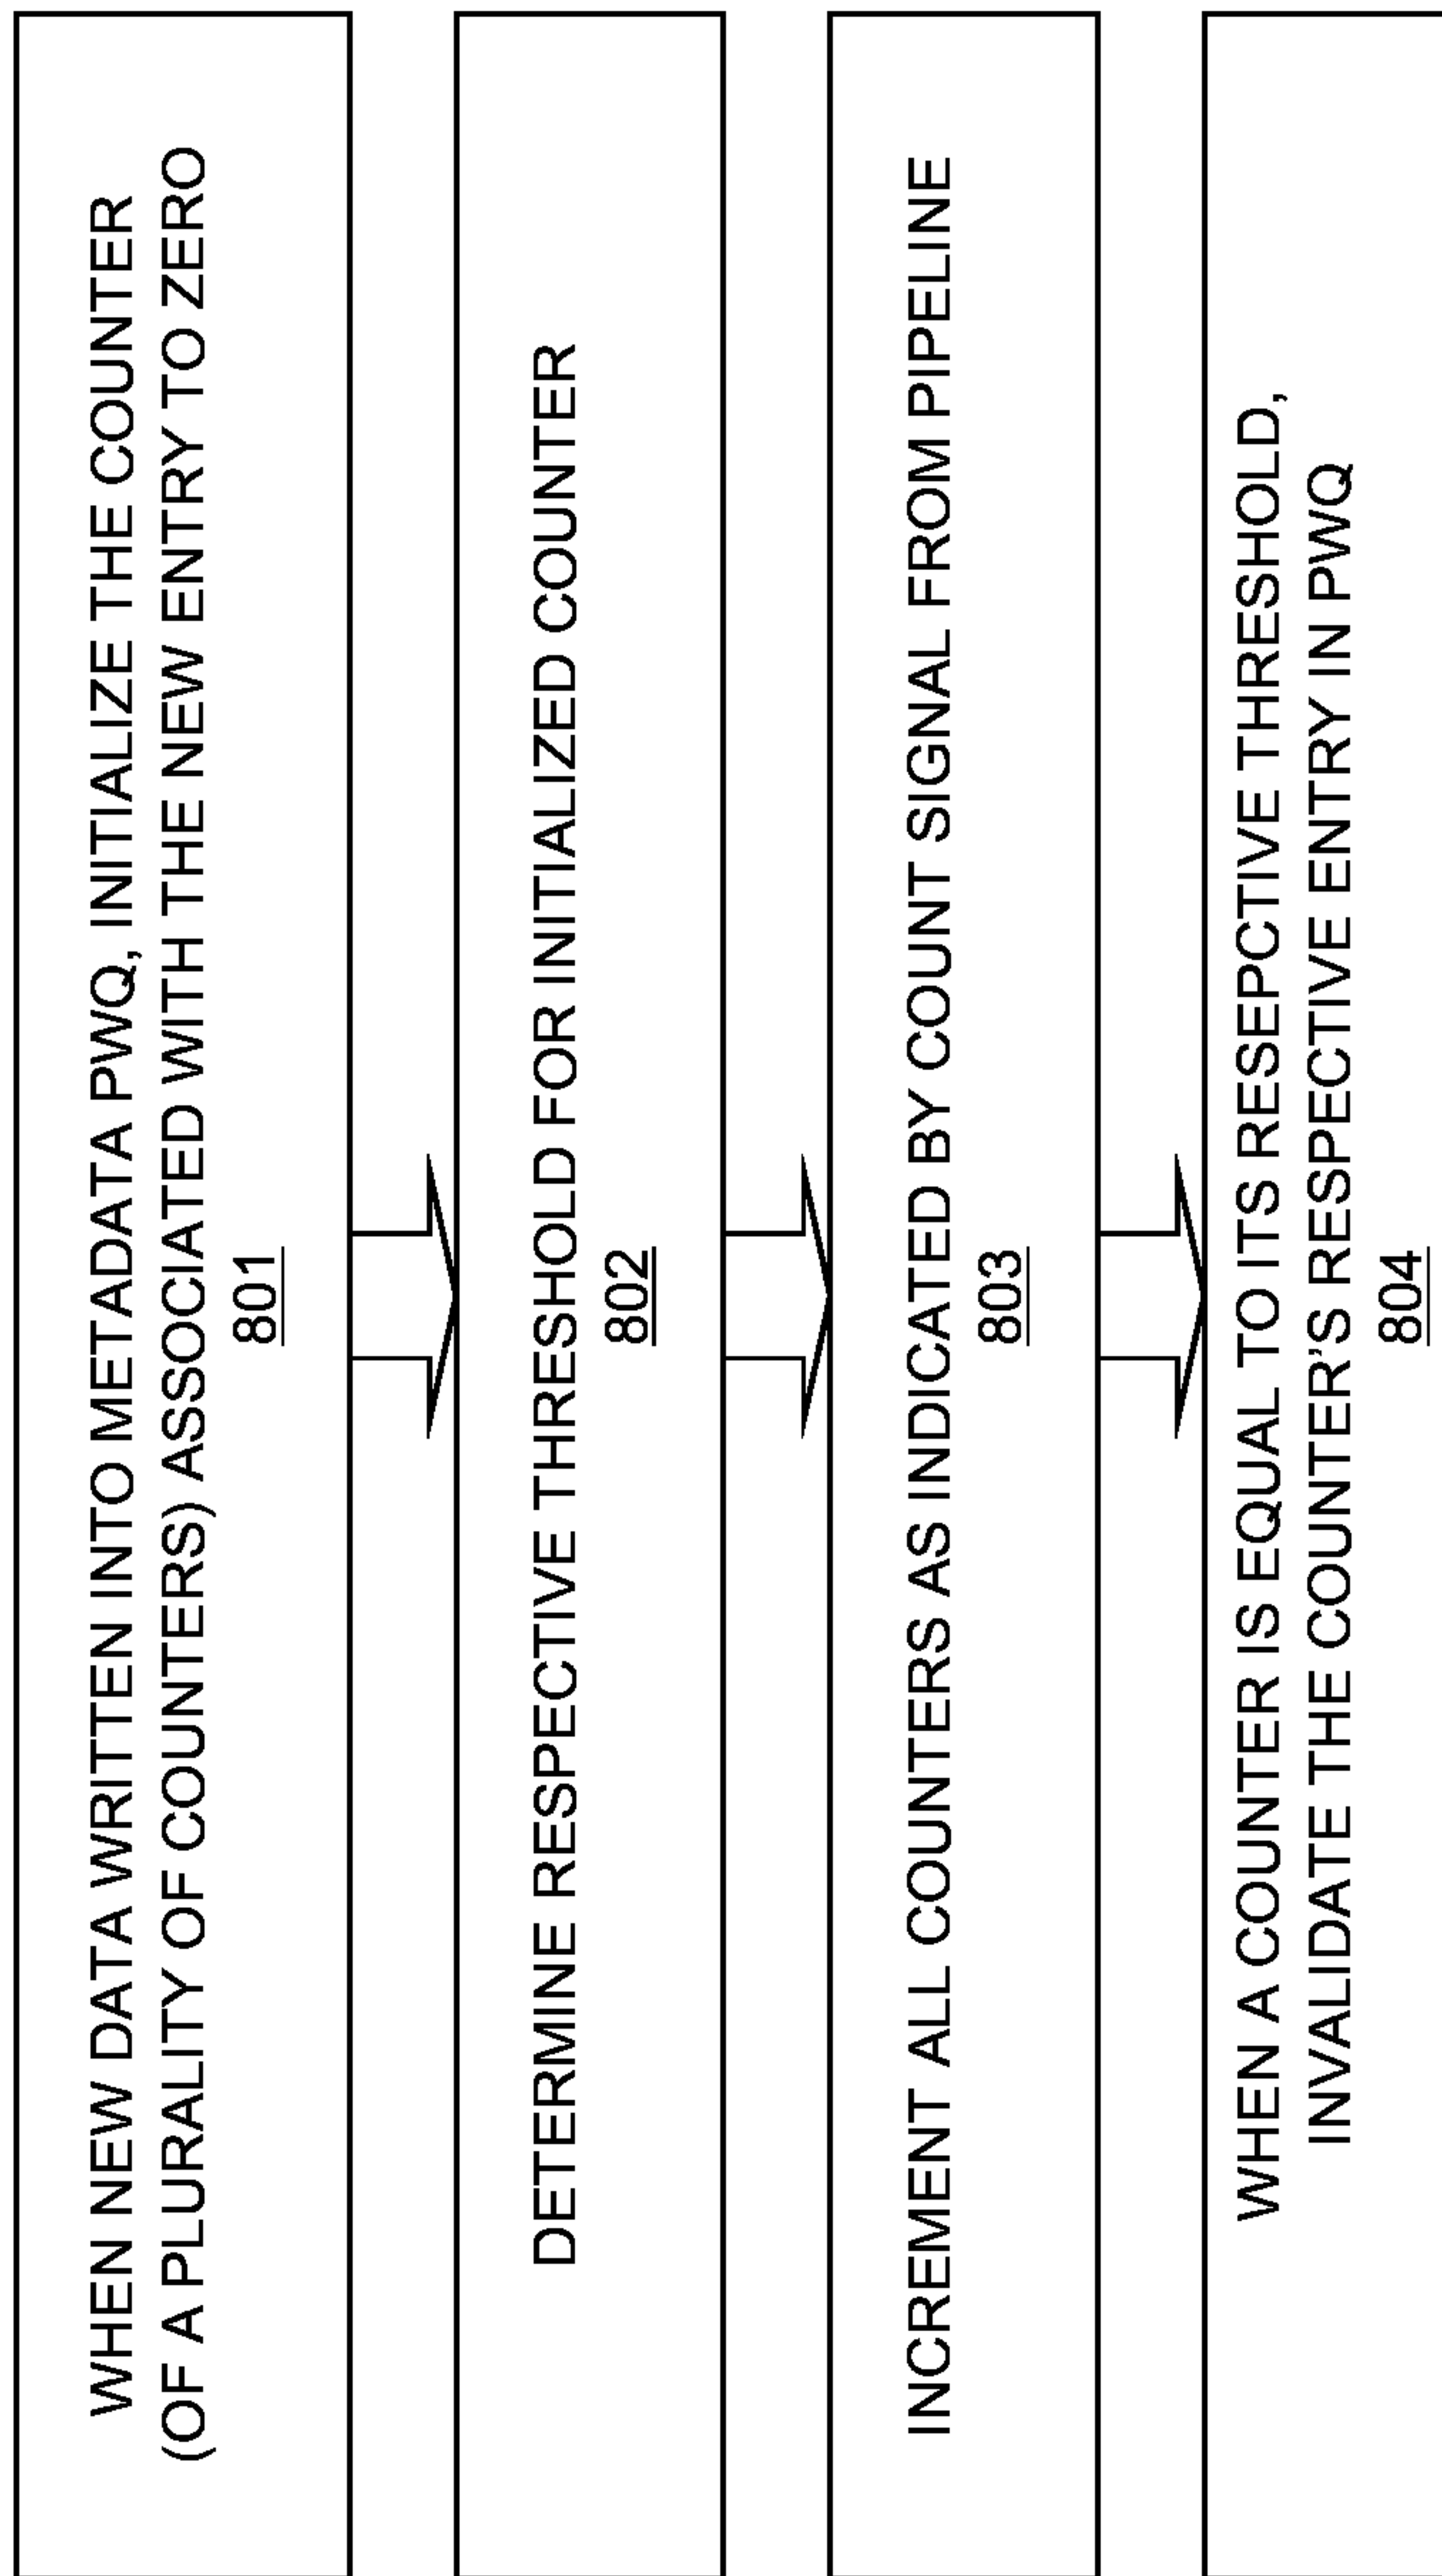 WHEN NEW DATA WRITTEN INTO METADATA PWQ, INITIALIZE THE COUNTER
(OF A PLURALITY OF COUNTERS) ASSOCIATED WITH THE NEW ENTRY TO ZERO
801
DETERMINE RESPECTIVE THRESHOLD FOR INITIALIZED COUNTER
802
INCREMENT ALL COUNTERS AS INDICATED BY COUNT SIGNAL FROM PIPELINE
803
WHEN A COUNTER IS EQUAL TO ITS RESEPCTIVE THRESHOLD,
INVALIDATE THE COUNTER'S RESPECTIVE ENTRY IN PWQ
804